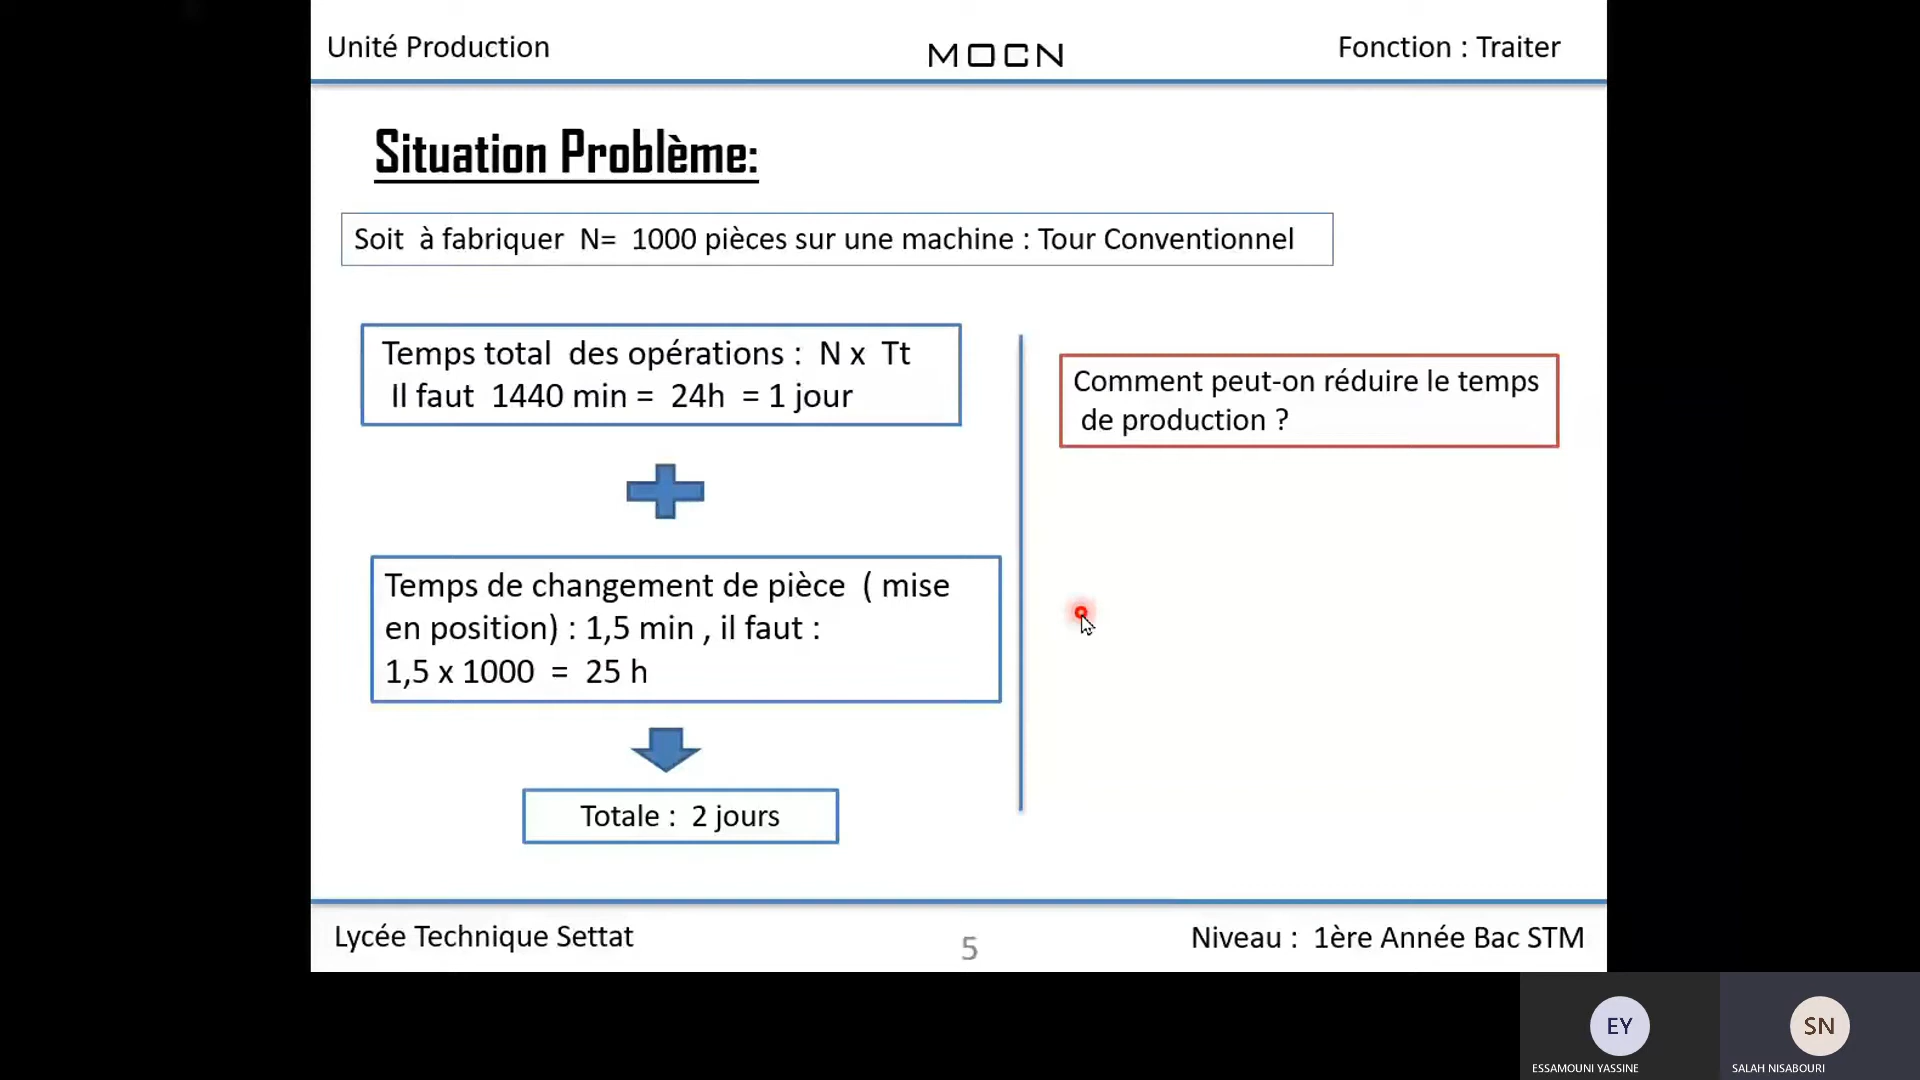 Unité Production
MOCN
Fonction : Traiter
Situation Problème:
Soit à fabriquer N= 1000 pièces sur une machine : Tour Conventionnel
Temps total des opérations : N x Tt
Il faut 1440 min = 24h = 1 jour
Comment peut-on réduire le temps
de production ?
Temps de changement de pièce ( mise
en position) : 1,5 min , il faut :
1,5 x 1000 = 25 h
Totale : 2 jours
Lycée Technique Settat
5
Niveau : 1ère Année Bac STM
EY
ESSAMOUNI YASSINE
SN
SALAH NISABOURI